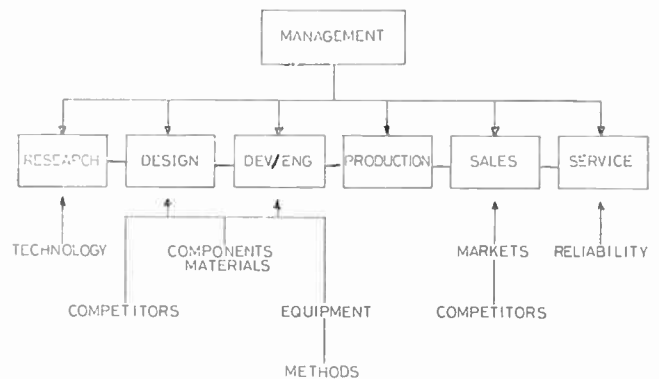 MANAGEMENT
RESEARCH DESIGN DEV/ENG PRODUCTION SALES SERVICE
TECHNOLOGY COMPONENTS MARKETS RELIABILITY
MATERIALS
COMPETITORS EQUIPMENT COMPETITORS
METHODS